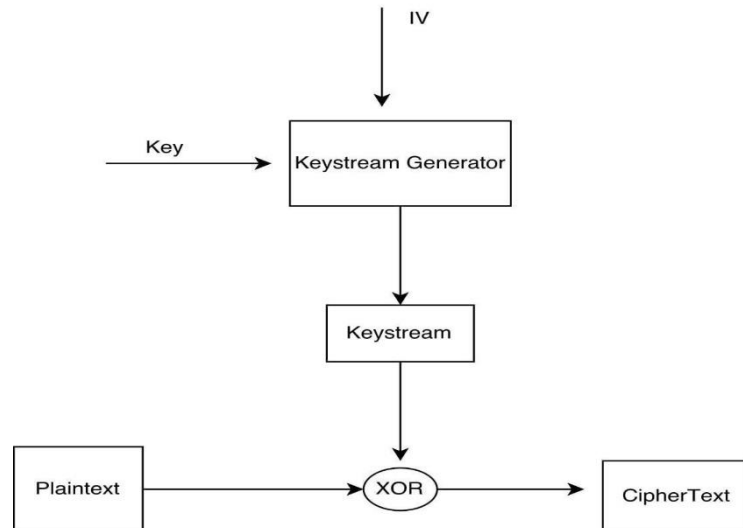 IV
Key
Keystream Generator
Keystream
Plaintext
XOR
CipherText